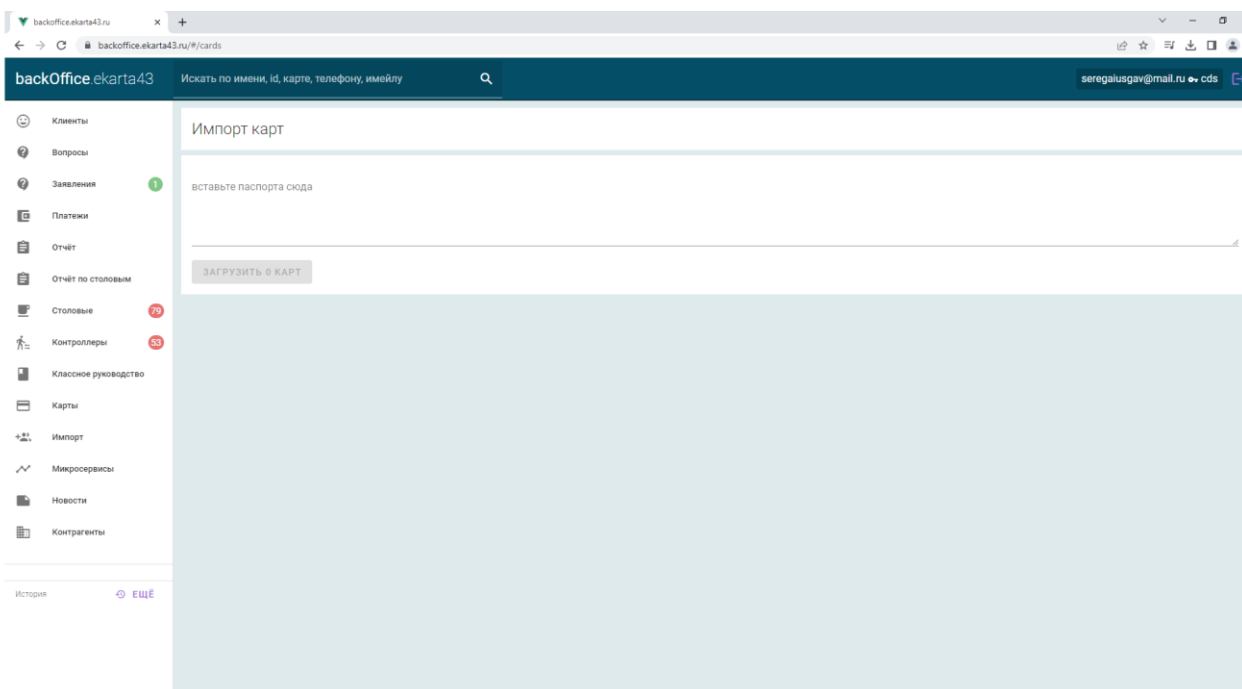 backoffice.ekarta43.ru
backoffice.ekarta43.ru/#/cards
backOffice.ekarta43
Искать по имени, id, карте, телефону, имейлу
seregaiusgav@mail.ru cds
Клиенты
Вопросы
Заявления 1
Платежи
Отчёт
Отчёт по столовым
Столовые 79
Контроллеры 53
Классное руководство
Карты
Импорт
Микросервисы
Новости
Контрагенты
История ЕЩЁ
Импорт карт
вставьте паспорта сюда
ЗАГРУЗИТЬ 0 КАРТ